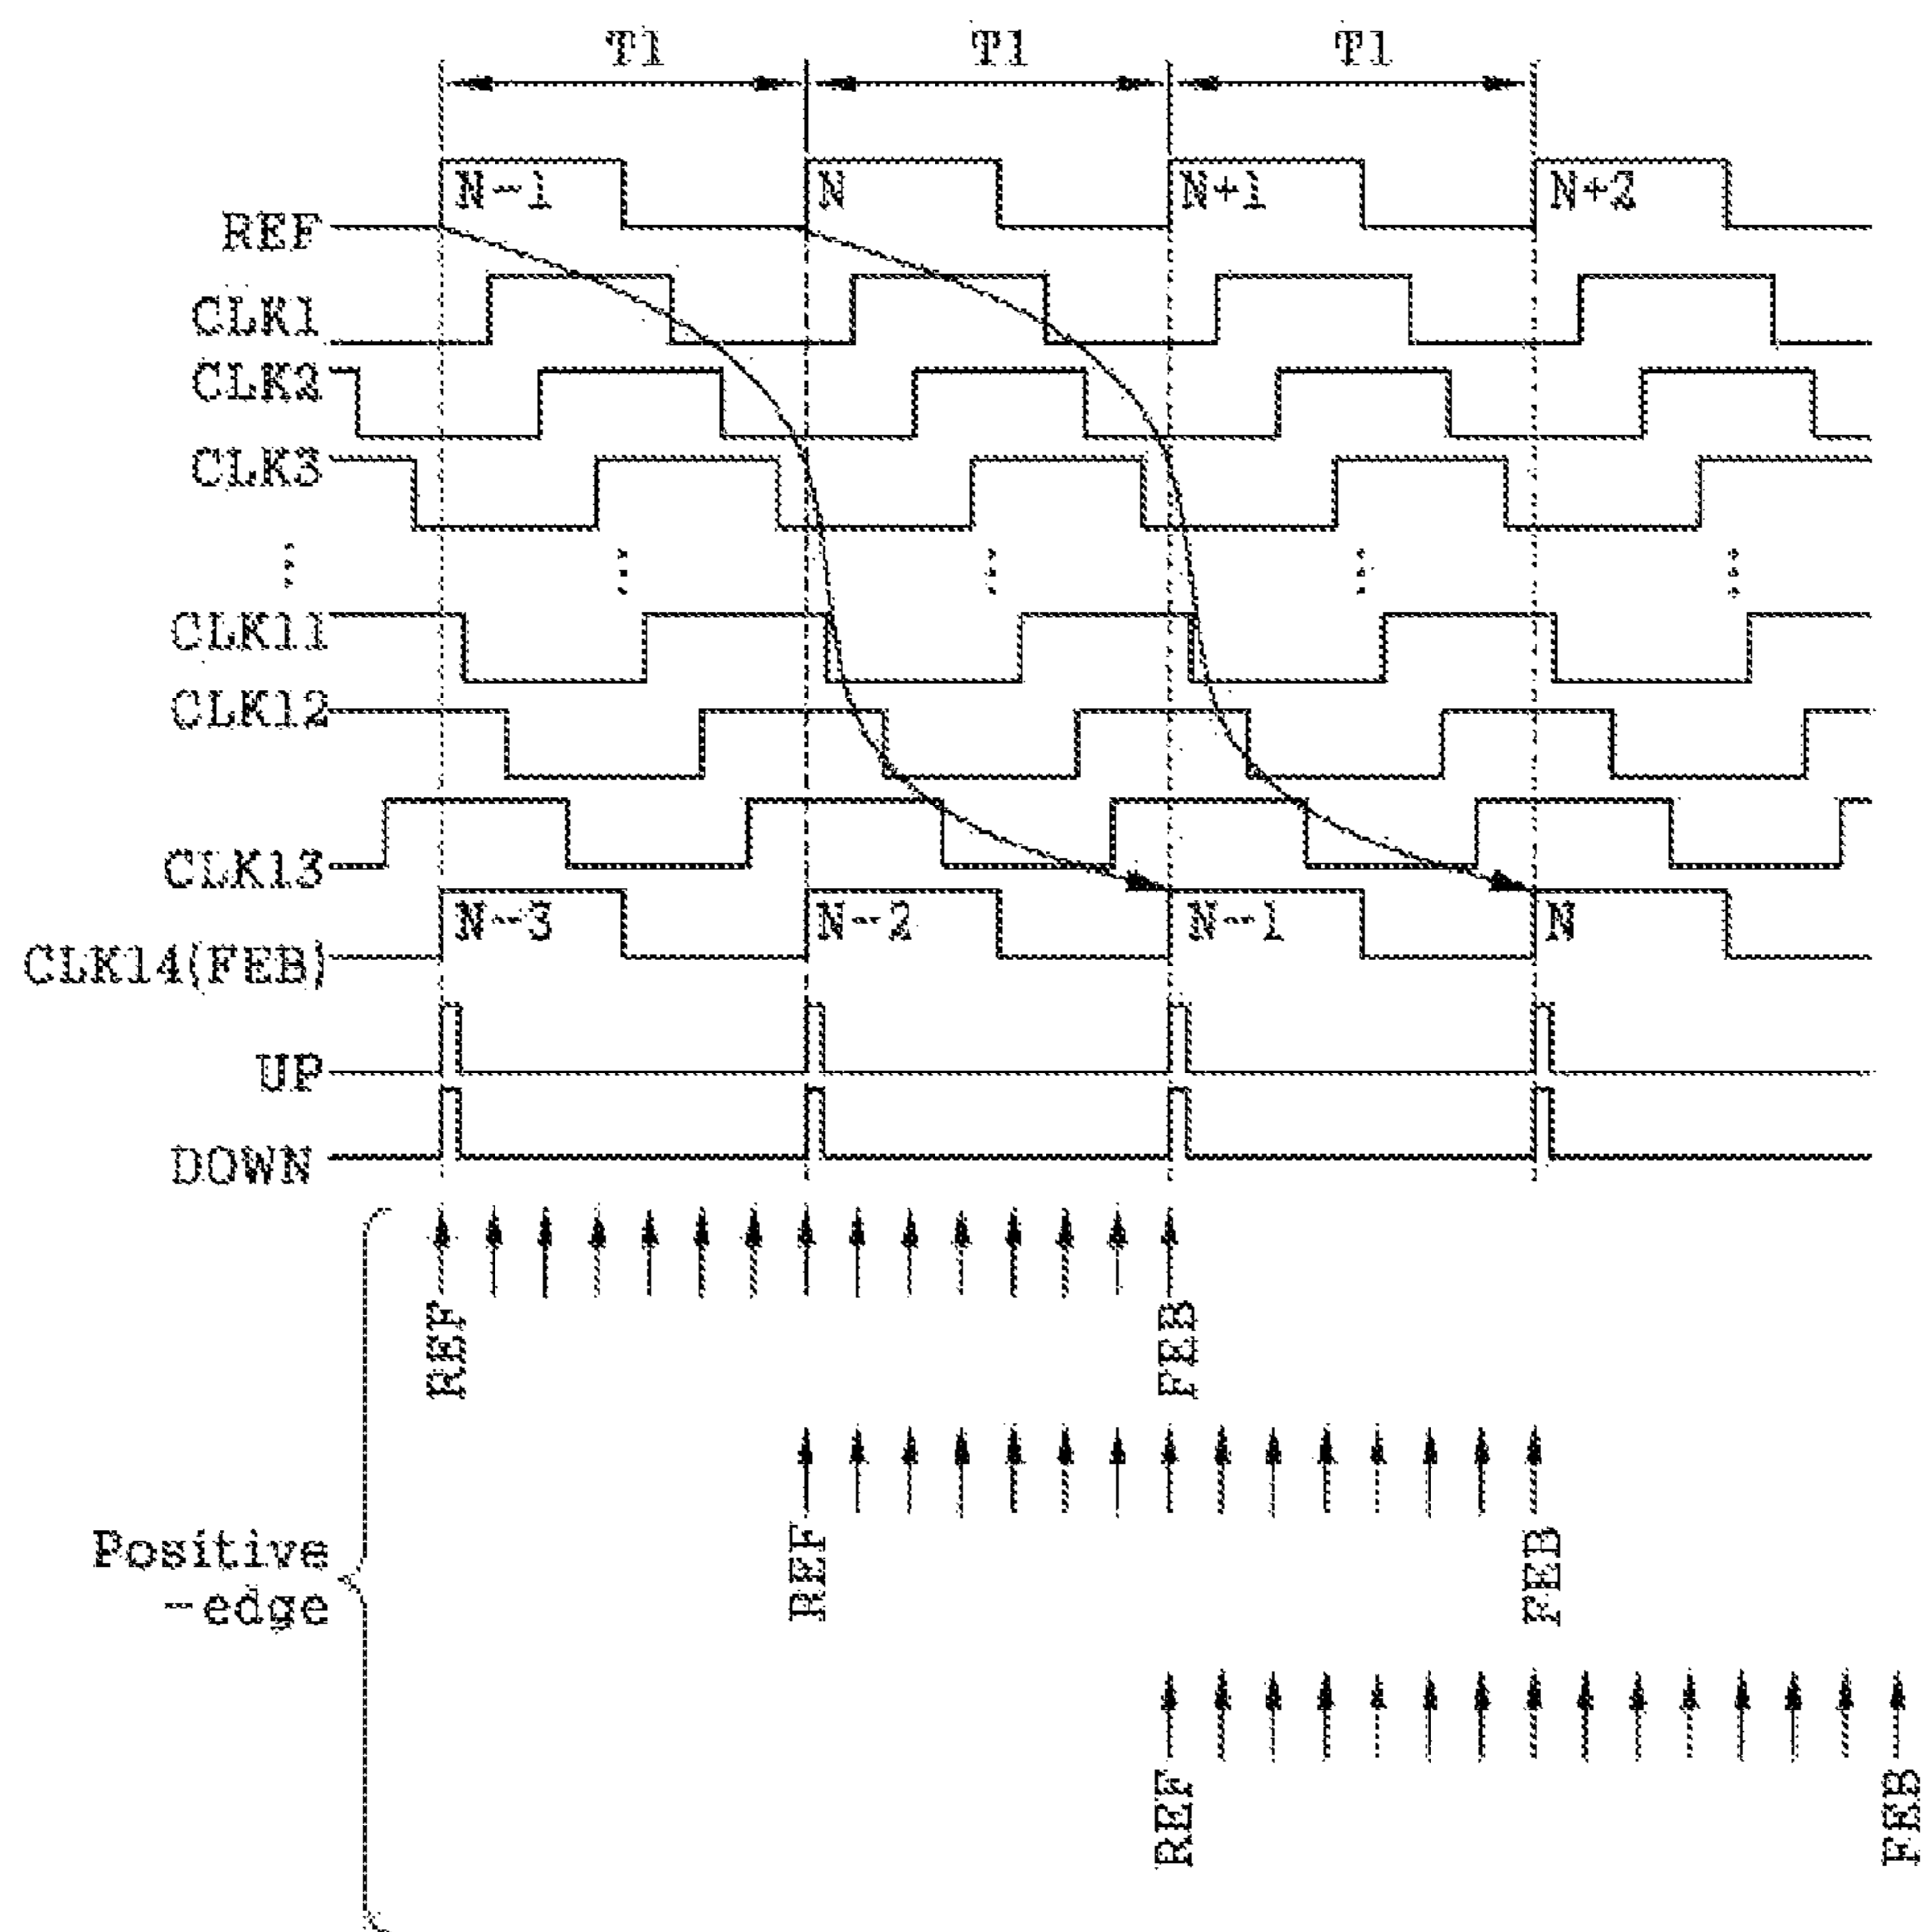 T1 T1 T1
REF N-1 N N+1 N+2
CLK1
CLK2
CLK3
CLK11
CLK12
CLK13
CLK14(FEB) N-3 N-2 N-1 N
UP
DOWN
REF FEB
REF FEB
Positive
-edge
REF FEB